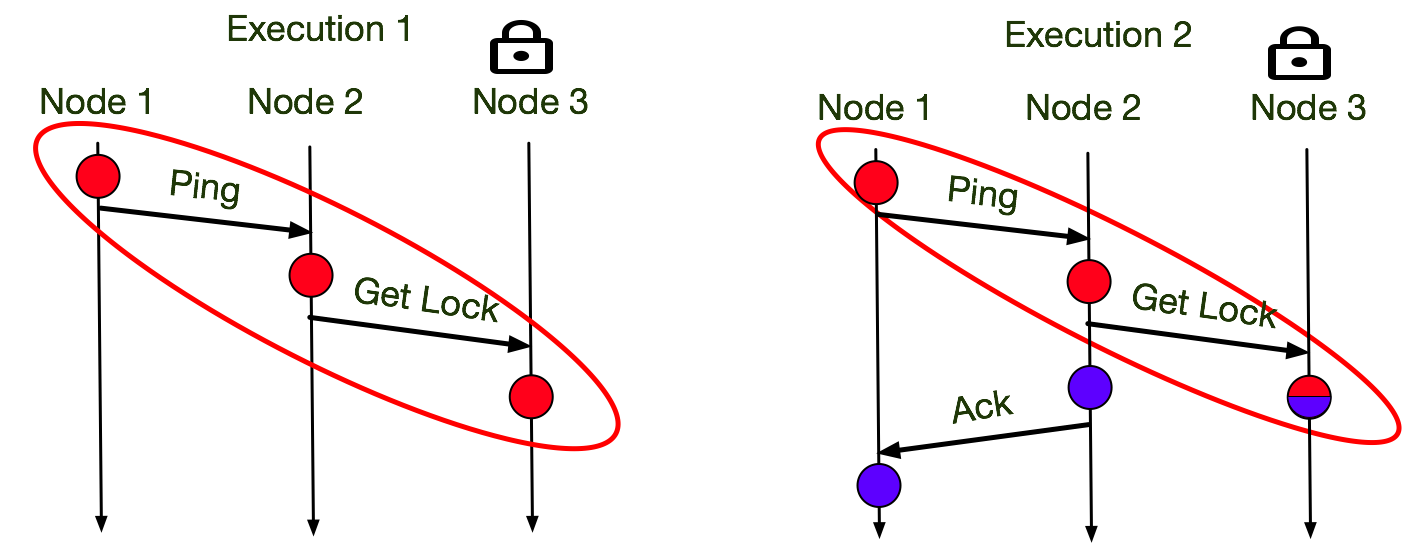 Execution 1
Node 1 Node 2 Node 3
Ping
Get Lock
Execution 2
Node 1 Node 2 Node 3
Ping
Get Lock
Ack